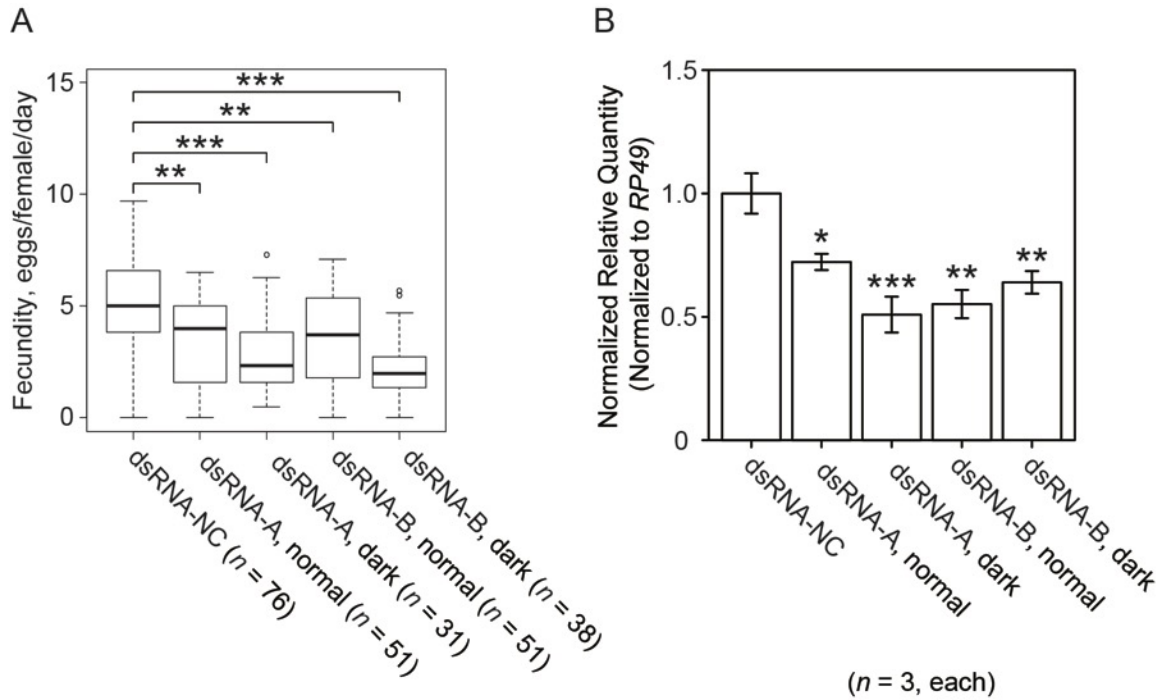 A
Fecundity, eggs/female/day
15
10
5
0
***
**
***
**
dsRNA-NC (n = 76)
dsRNA-A, normal (n = 51)
dsRNA-A, dark (n = 31)
dsRNA-B, normal (n = 51)
dsRNA-B, dark (n = 38)
B
Normalized Relative Quantity
(Normalized to RP49)
1.5
1.0
0.5
0
*
***
**
**
dsRNA-NC
dsRNA-A, normal
dsRNA-A, dark
dsRNA-B, normal
dsRNA-B, dark
(n = 3, each)